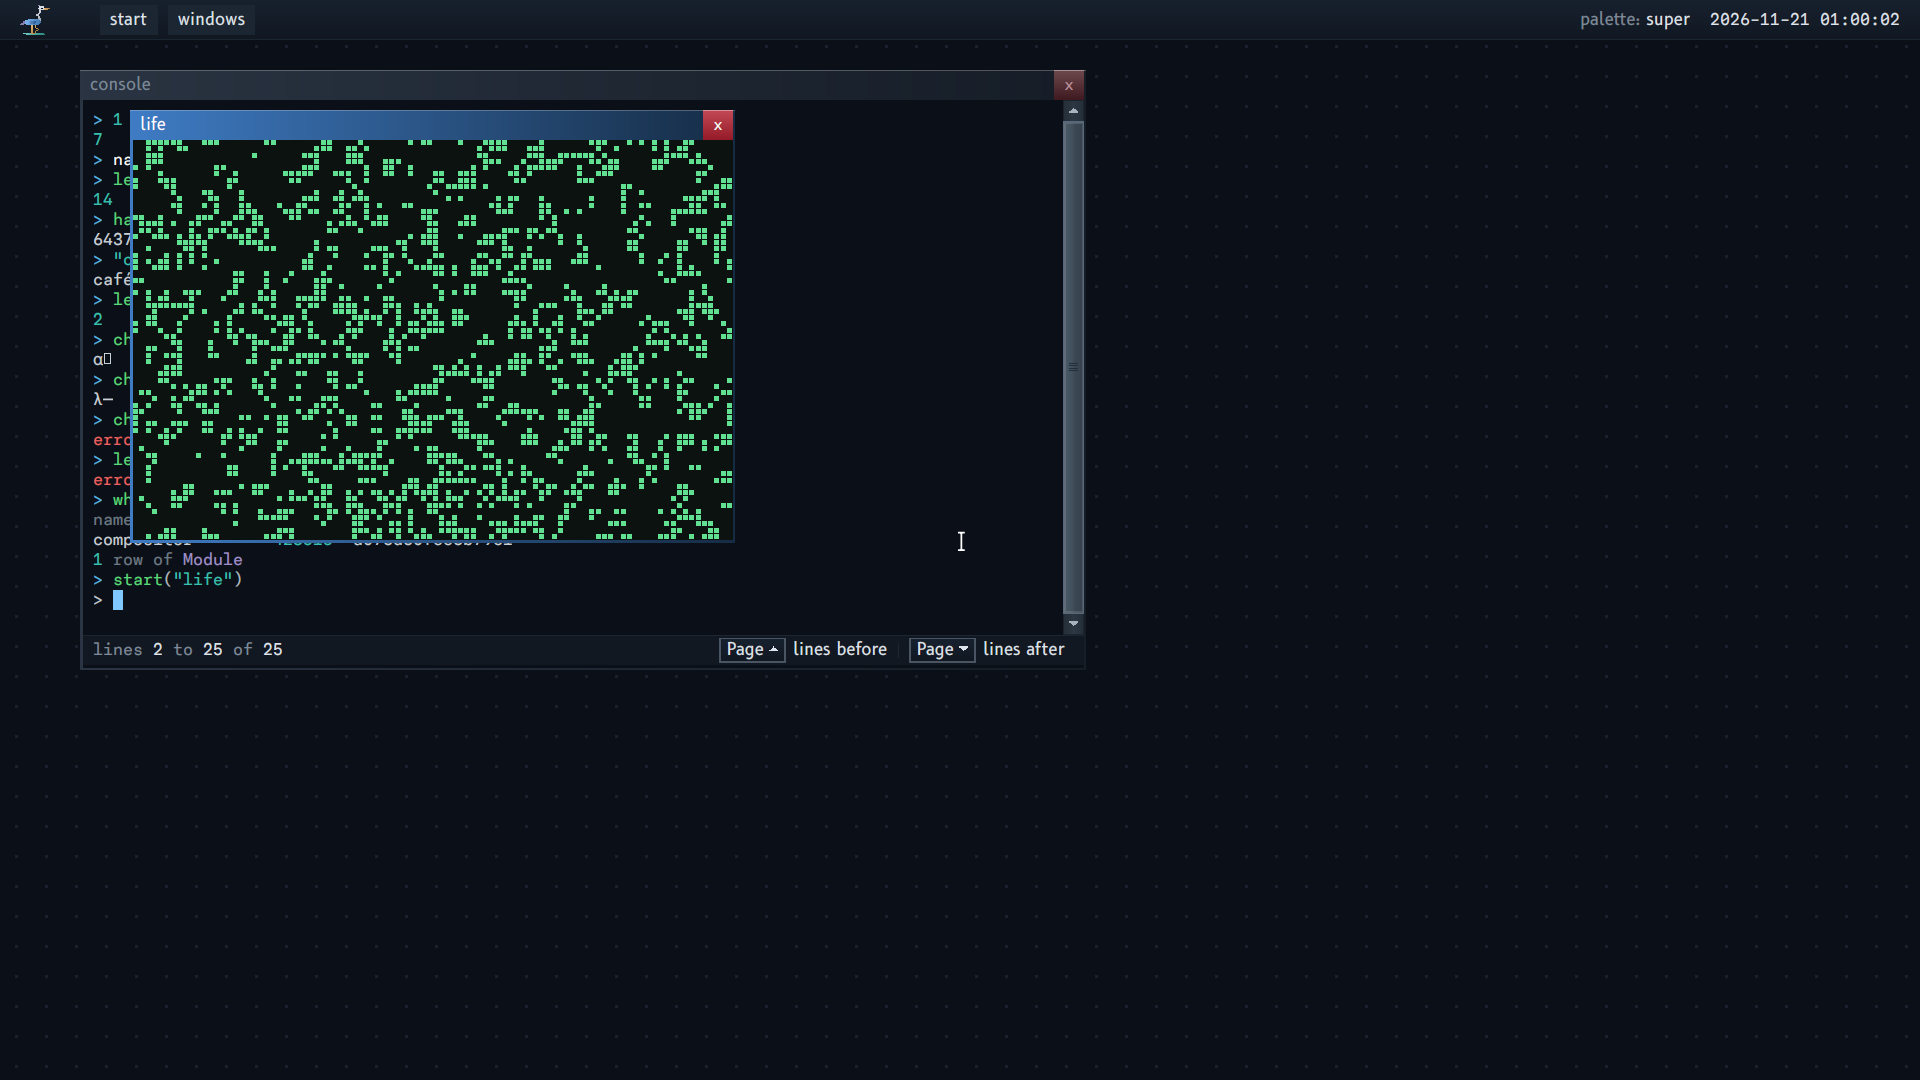 start windows palette: super 2026-11-21 01:00:02
console x
life x
> 1
7
> na
> le
14
> ha
6437
> "c
café
> le
2
> ch
α▯
> ch
λ—
> ch
erro
> le
erro
> wh
name
1 row of Module
> start("life")
>
lines 2 to 25 of 25 Page lines before Page lines after